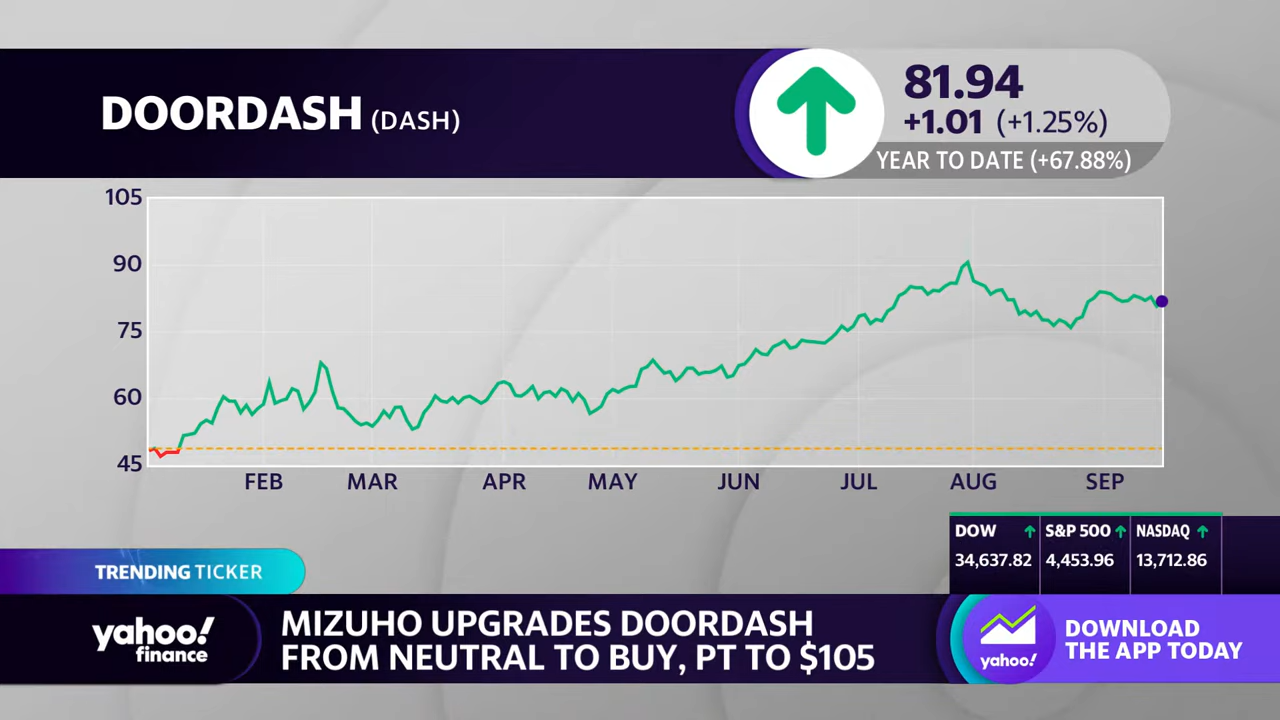 DOORDASH (DASH)
81.94
+1.01 (+1.25%)
YEAR TO DATE (+67.88%)
105
90
75
60
45
FEB MAR APR MAY JUN JUL AUG SEP
DOW S&P 500 NASDAQ
34,637.82 4,453.96 13,712.86
TRENDING TICKER
yahoo!
finance
MIZUHO UPGRADES DOORDASH
FROM NEUTRAL TO BUY, PT TO $105
yahoo!
DOWNLOAD
THE APP TODAY